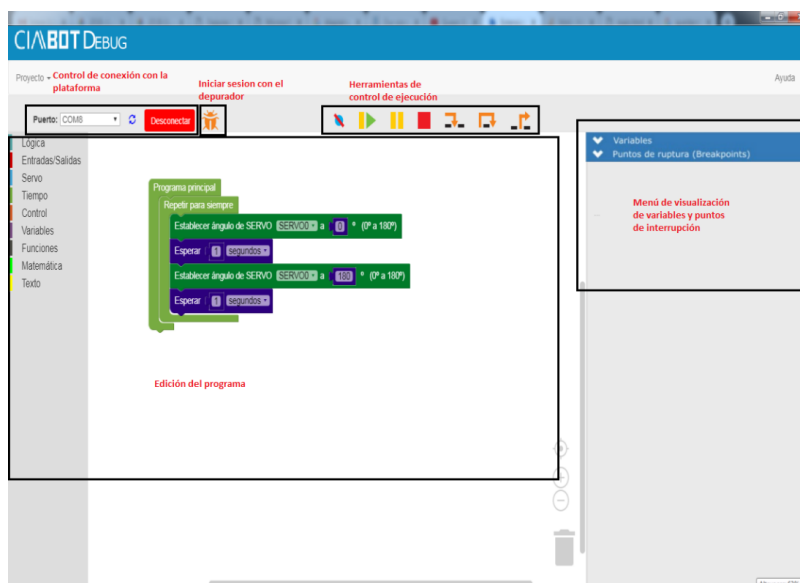 CIABOT DEBUG
Proyecto
Control de conexión con la
plataforma
Iniciar sesion con el
depurador
Herramientas de
control de ejecución
Ayuda
Puerto: COM8
Desconectar
Lógica
Entradas/Salidas
Servo
Tiempo
Control
Variables
Funciones
Matemática
Texto
Programa principal
Repetir para siempre
Establecer ángulo de SERVO SERVO0 a 0 ° (0º a 180º)
Esperar 1 segundos
Establecer ángulo de SERVO SERVO0 a 180 ° (0º a 180º)
Esperar 1 segundos
Edición del programa
Variables
Puntos de ruptura (Breakpoints)
Menú de visualización
de variables y puntos
de interrupción